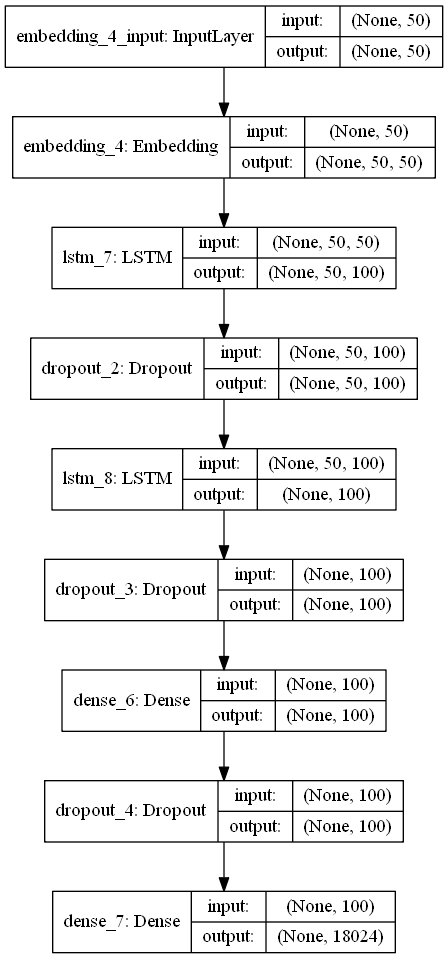 embedding_4_input: InputLayer
input: (None, 50)
output: (None, 50)
embedding_4: Embedding
input: (None, 50)
output: (None, 50, 50)
lstm_7: LSTM
input: (None, 50, 50)
output: (None, 50, 100)
dropout_2: Dropout
input: (None, 50, 100)
output: (None, 50, 100)
lstm_8: LSTM
input: (None, 50, 100)
output: (None, 100)
dropout_3: Dropout
input: (None, 100)
output: (None, 100)
dense_6: Dense
input: (None, 100)
output: (None, 100)
dropout_4: Dropout
input: (None, 100)
output: (None, 100)
dense_7: Dense
input: (None, 100)
output: (None, 18024)